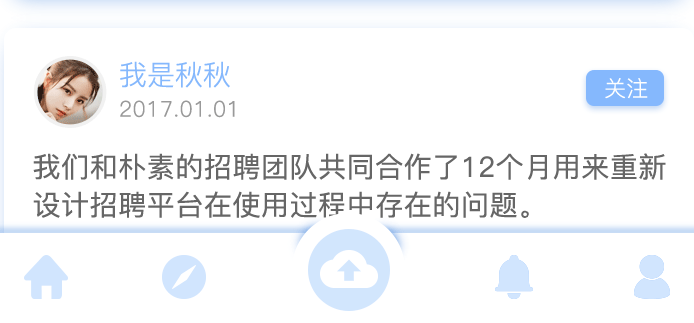 我是秋秋
关注
2017.01.01
我们和朴素的招聘团队共同合作了12个月用来重新
设计招聘平台在使用过程中存在的问题。